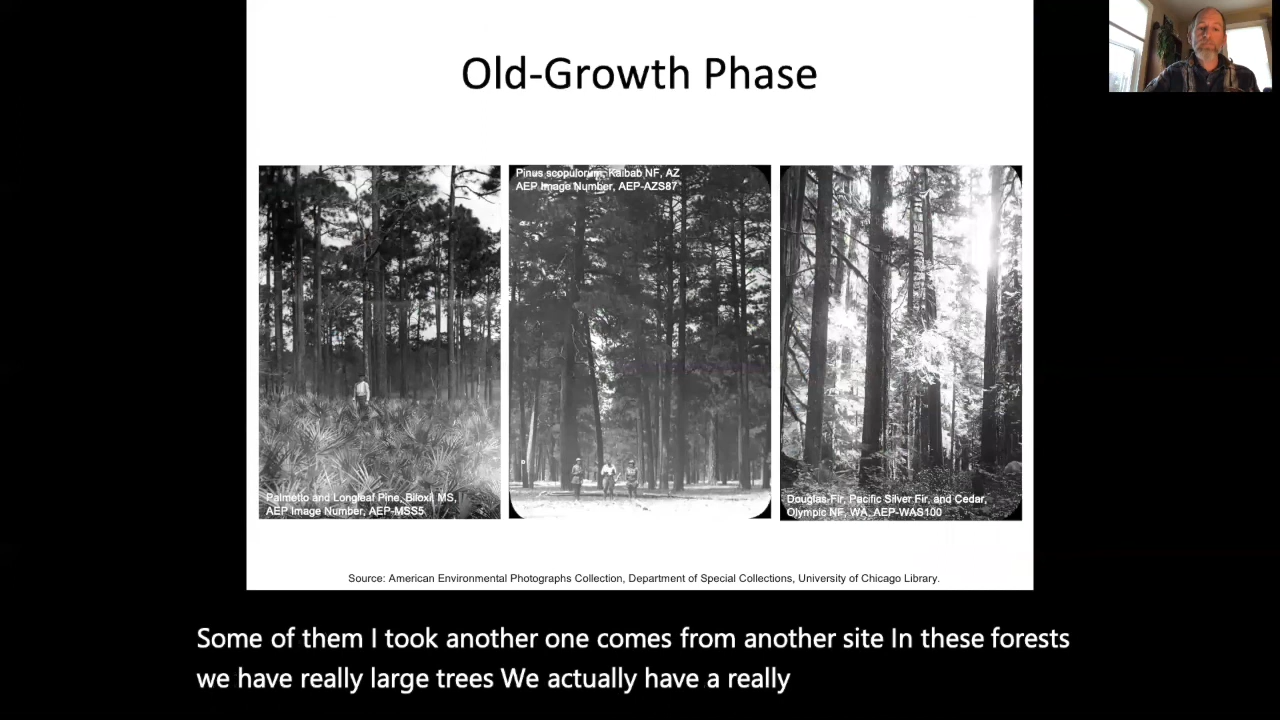 Old-Growth Phase
Pinus scopulorum, Kaibab NF, AZ
AEP Image Number, AEP-AZS87
Palmetto and Longleaf Pine, Biloxi, MS,
AEP Image Number, AEP-MSS5
Douglas-Fir, Pacific Silver Fir, and Cedar,
Olympic NF, WA, AEP-WAS100
Source: American Environmental Photographs Collection, Department of Special Collections, University of Chicago Library.
Some of them I took another one comes from another site In these forests
we have really large trees We actually have a really